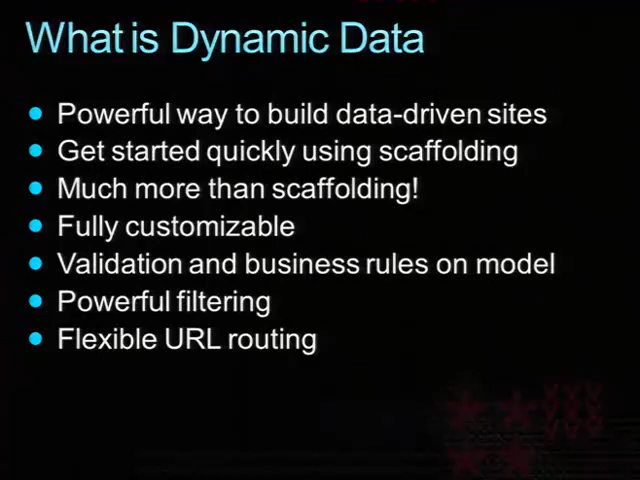 What is Dynamic Data
Powerful way to build data-driven sites
Get started quickly using scaffolding
Much more than scaffolding!
Fully customizable
Validation and business rules on model
Powerful filtering
Flexible URL routing